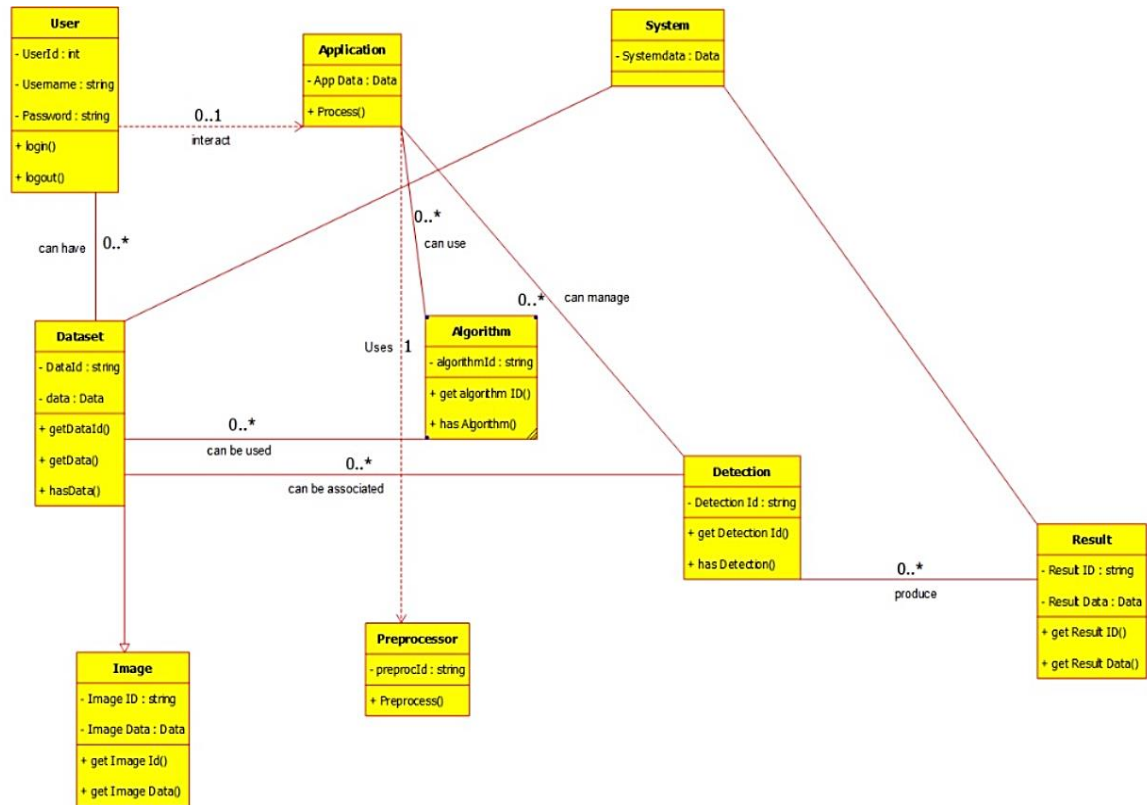 User
- UserId : int
- Username : string
- Password : string
+ login()
+ logout()
Application
- App Data : Data
+ Process()
System
- Systemdata : Data
0..1
interact
can have
0..*
0..*
can use
0..*
can manage
Uses
1
Dataset
- DataId : string
- data : Data
+ getDataId()
+ getData()
+ hasData()
Algorithm
- algorithmId : string
+ get algorithm ID()
+ has Algorithm()
0..*
can be used
0..*
can be associated
Detection
- Detection Id : string
+ get Detection Id()
+ has Detection()
0..*
produce
Result
- Result ID : string
- Result Data : Data
+ get Result ID()
+ get Result Data()
Preprocessor
- preprocId : string
+ Preprocess()
Image
- Image ID : string
- Image Data : Data
+ get Image Id()
+ get Image Data()